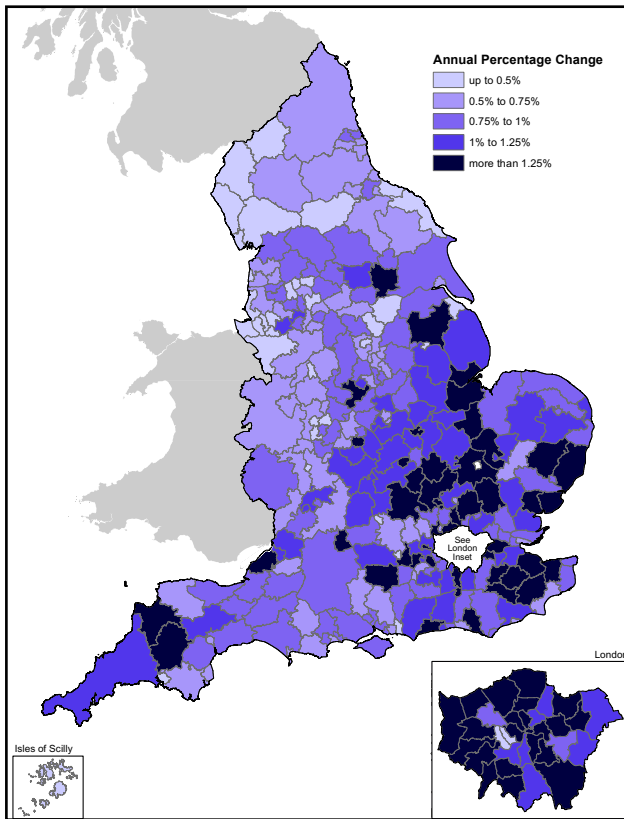 Annual Percentage Change
up to 0.5%
0.5% to 0.75%
0.75% to 1%
1% to 1.25%
more than 1.25%
See
London
Inset
London
Isles of Scilly